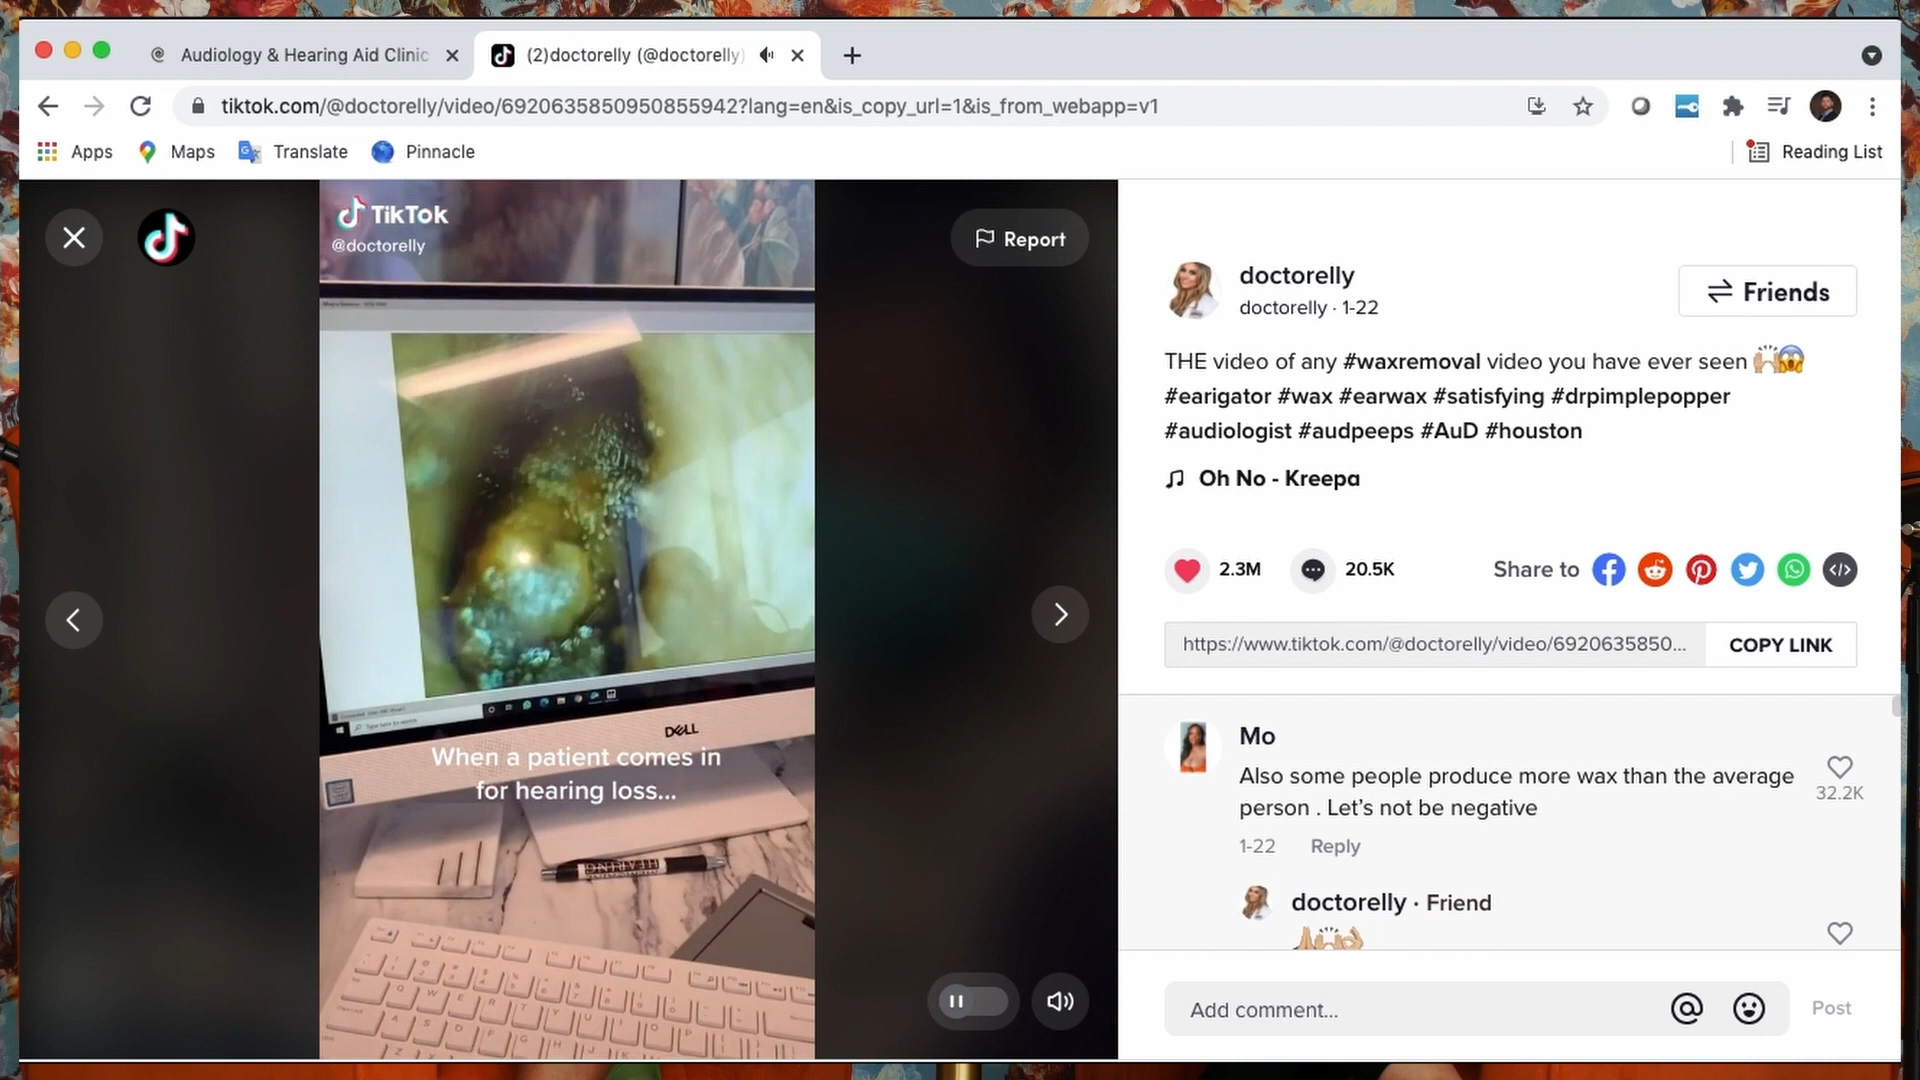 Audiology & Hearing Aid Clinic
(2)doctorelly (@doctorelly)
tiktok.com/@doctorelly/video/6920635850950855942?lang=en&is_copy_url=1&is_from_webapp=v1
Apps
Maps
Translate
Pinnacle
Reading List
TikTok
@doctorelly
Report
DELL
When a patient comes in
for hearing loss...
doctorelly
doctorelly · 1-22
Friends
THE video of any #waxremoval video you have ever seen 🙌🏼😱
#earigator #wax #earwax #satisfying #drpimplepopper
#audiologist #audpeeps #AuD #houston
Oh No - Kreepa
2.3M
20.5K
Share to
https://www.tiktok.com/@doctorelly/video/6920635850...
COPY LINK
Mo
Also some people produce more wax than the average
person . Let’s not be negative
32.2K
1-22
Reply
doctorelly · Friend
Add comment...
Post